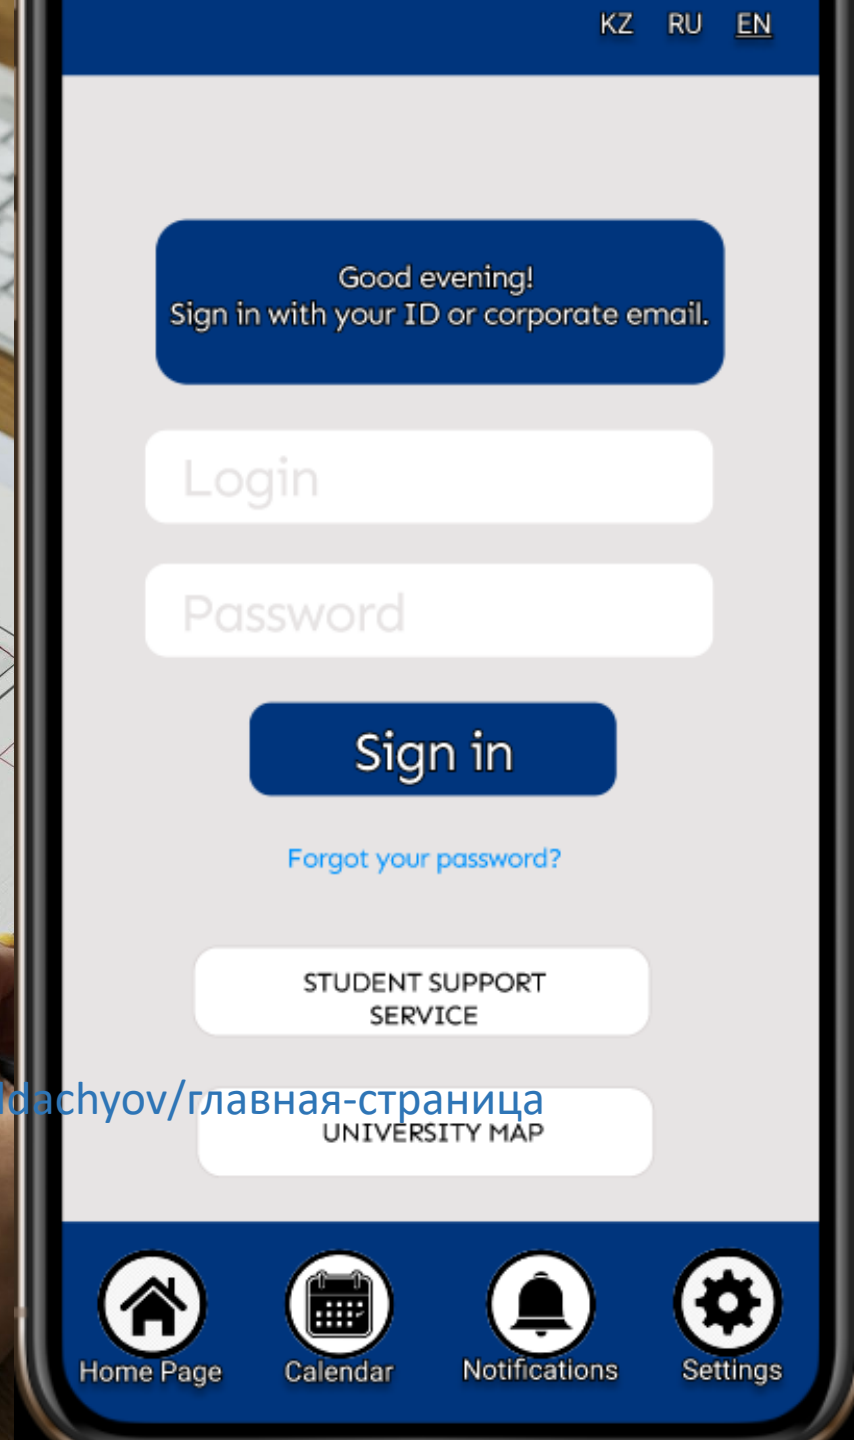 KZ RU EN
Good evening!
Sign in with your ID or corporate email.
Login
Password
Sign in
Forgot your password?
STUDENT SUPPORT
SERVICE
ldachyov/главная-страница
UNIVERSITY MAP
Home Page Calendar Notifications Settings